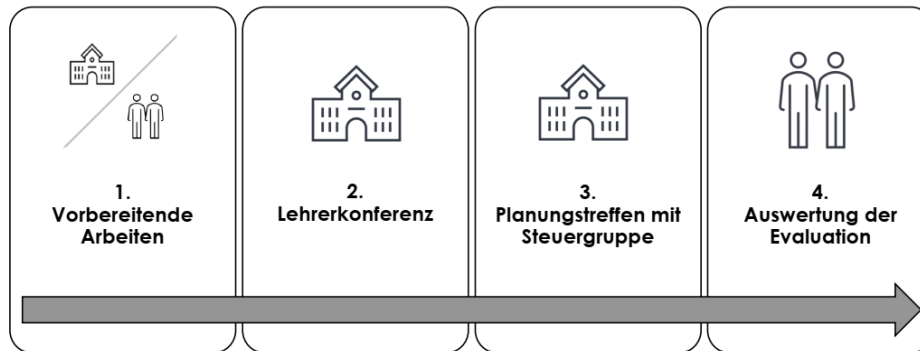 1.
Vorbereitende
Arbeiten
2.
Lehrerkonferenz
3.
Planungstreffen mit
Steuergruppe
4.
Auswertung der
Evaluation